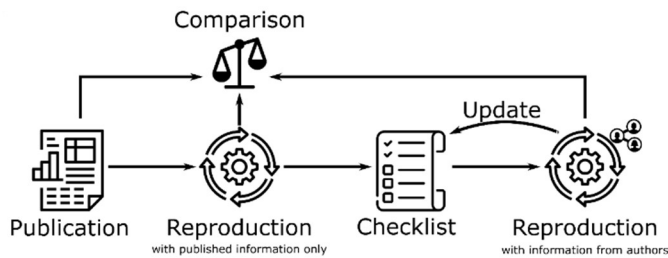 Comparison
Update
Publication
Reproduction
with published information only
Checklist
Reproduction
with information from authors